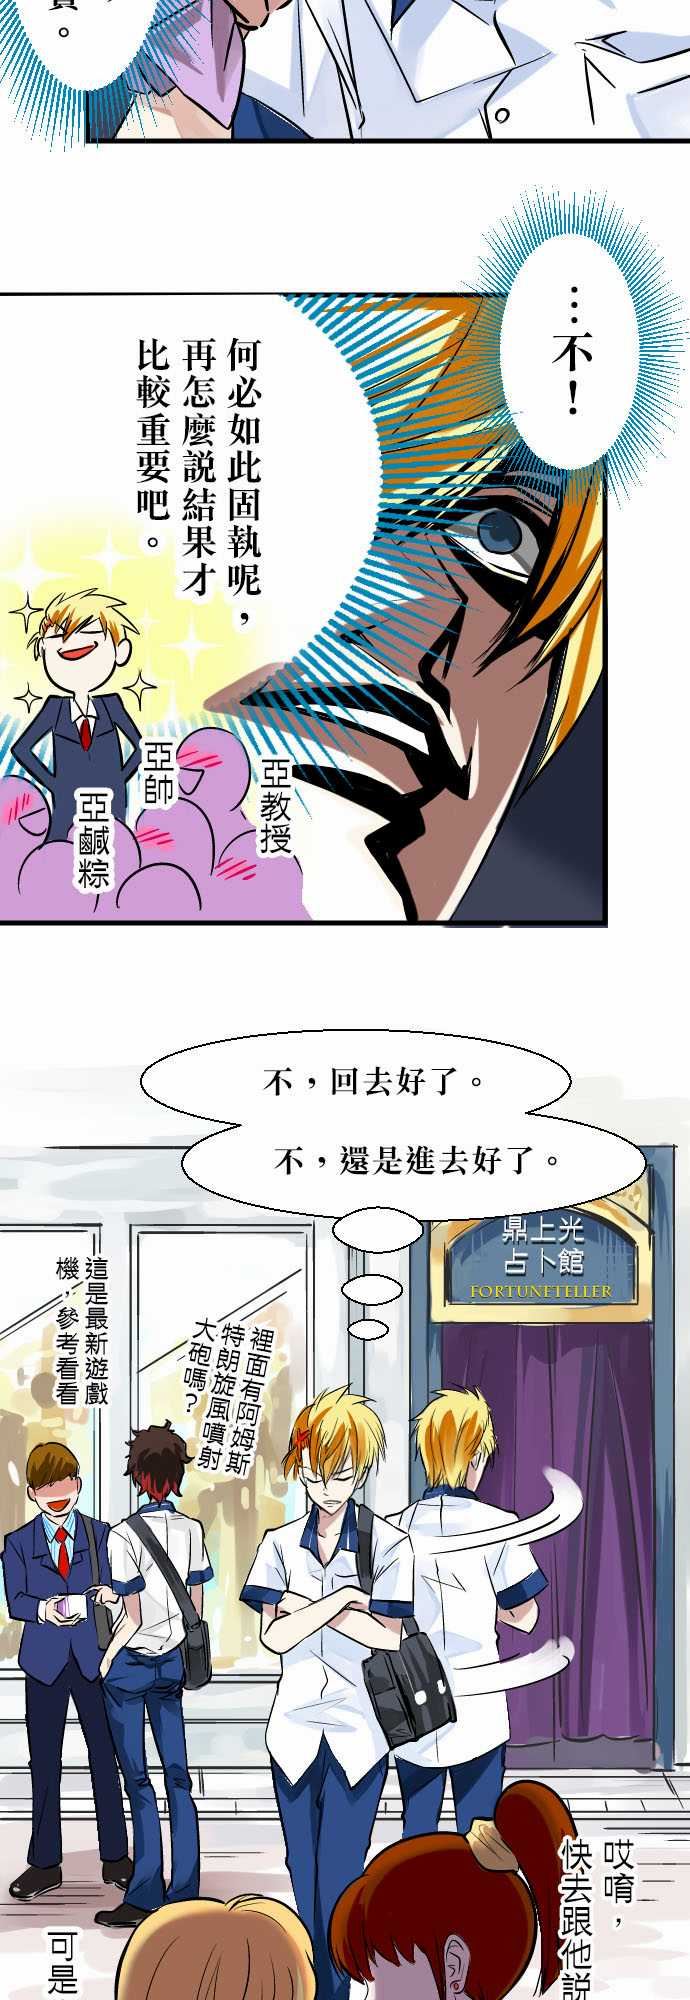 ，
責。
…不！
何必如此固執呢，
再怎麼說結果才
比較重要吧。
亞教授
亞帥
亞鹹粽
不，回去好了。
不，還是進去好了。
鼎上光
占卜館
FORTUNETELLER
這是最新遊戲
機，參考看看
裡面有阿姆斯
特朗旋風噴射
大砲嗎？
哎唷，
快去跟他說
可是